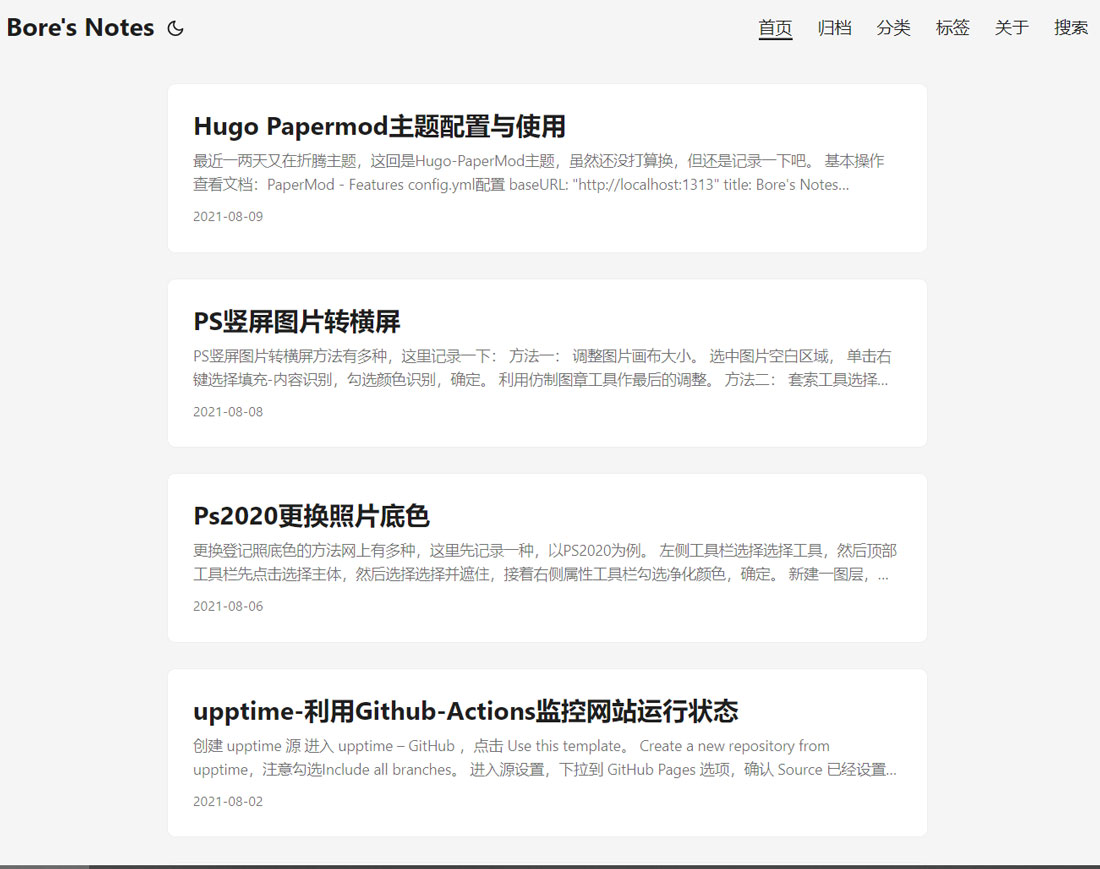 Bore's Notes
首页 归档 分类 标签 关于 搜索
Hugo Papermod主题配置与使用
最近一两天又在折腾主题，这回是Hugo-PaperMod主题，虽然还没打算换，但还是记录一下吧。 基本操作
查看文档：PaperMod - Features config.yml配置 baseURL: "http://localhost:1313" title: Bore's Notes...
2021-08-09
PS竖屏图片转横屏
PS竖屏图片转横屏方法有多种，这里记录一下： 方法一： 调整图片画布大小。 选中图片空白区域， 单击右
键选择填充-内容识别，勾选颜色识别，确定。 利用仿制图章工具作最后的调整。 方法二： 套索工具选择...
2021-08-08
Ps2020更换照片底色
更换登记照底色的方法网上有多种，这里先记录一种，以PS2020为例。 左侧工具栏选择选择工具，然后顶部
工具栏先点击选择主体，然后选择选择并遮住，接着右侧属性工具栏勾选净化颜色，确定。 新建一图层，...
2021-08-06
upptime-利用Github-Actions监控网站运行状态
创建 upptime 源 进入 upptime – GitHub ，点击 Use this template。 Create a new repository from
upptime，注意勾选Include all branches。 进入源设置，下拉到 GitHub Pages 选项，确认 Source 已经设置...
2021-08-02